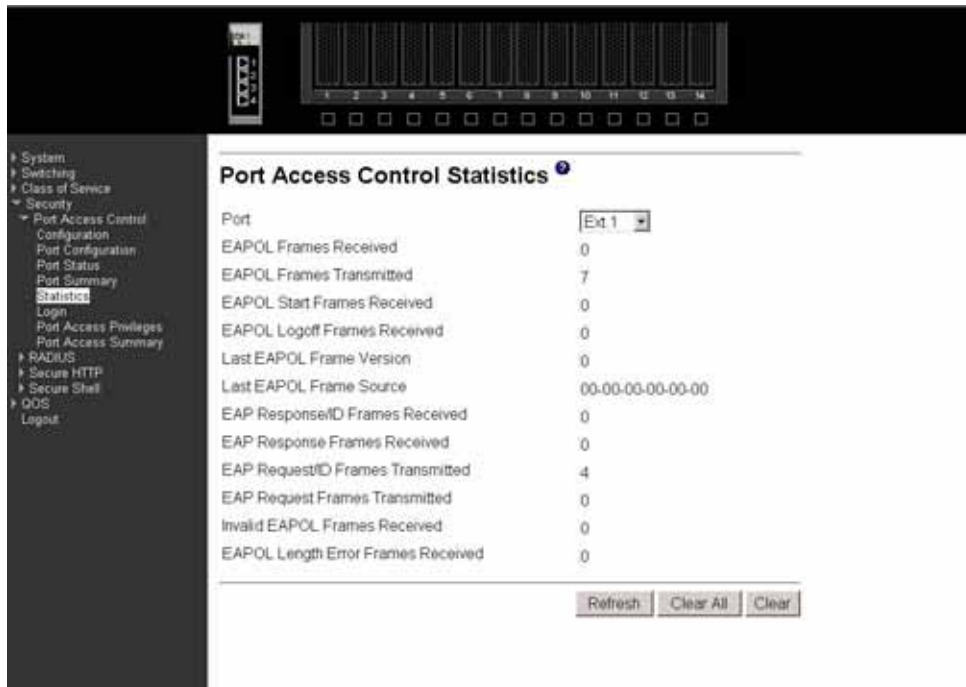 1
2
3
4
1 2 3 4 5 6 7 8 9 10 11 12 13 14
System
Switching
Class of Service
Security
Port Access Control
Configuration
Port Configuration
Port Status
Port Summary
Statistics
Login
Port Access Privileges
Port Access Summary
RADIUS
Secure HTTP
Secure Shell
QOS
Logout
Port Access Control Statistics ?
Port Ext 1
EAPOL Frames Received 0
EAPOL Frames Transmitted 7
EAPOL Start Frames Received 0
EAPOL Logoff Frames Received 0
Last EAPOL Frame Version 0
Last EAPOL Frame Source 00-00-00-00-00-00
EAP Response/ID Frames Received 0
EAP Response Frames Received 0
EAP Request/ID Frames Transmitted 4
EAP Request Frames Transmitted 0
Invalid EAPOL Frames Received 0
EAPOL Length Error Frames Received 0
Refresh Clear All Clear